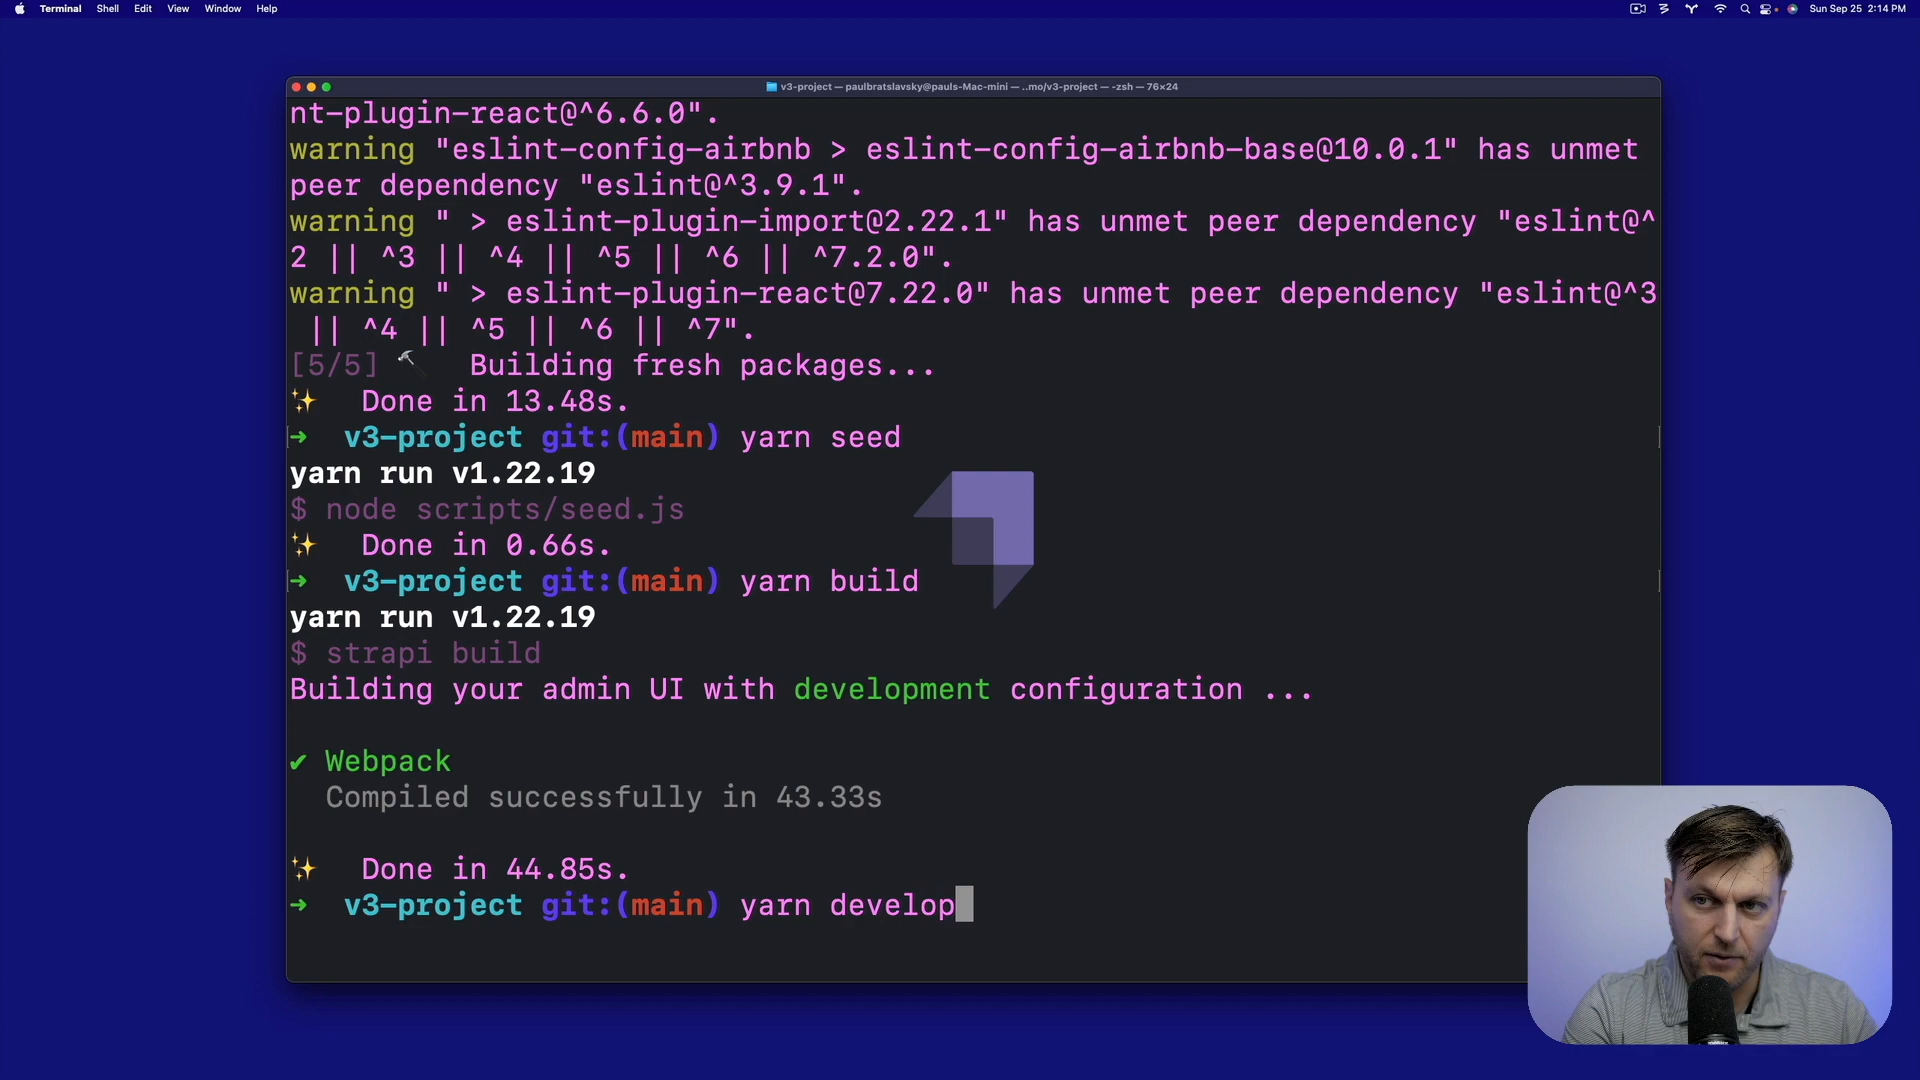 Terminal Shell Edit View Window Help Sun Sep 25 2:14 PM
v3-project — paulbratslavsky@pauls-Mac-mini — ..mo/v3-project — -zsh — 76×24
nt-plugin-react@^6.6.0".
warning "eslint-config-airbnb > eslint-config-airbnb-base@10.0.1" has unmet
peer dependency "eslint@^3.9.1".
warning " > eslint-plugin-import@2.22.1" has unmet peer dependency "eslint@^
2 || ^3 || ^4 || ^5 || ^6 || ^7.2.0".
warning " > eslint-plugin-react@7.22.0" has unmet peer dependency "eslint@^3
|| ^4 || ^5 || ^6 || ^7".
[5/5] 🔨 Building fresh packages...
✨ Done in 13.48s.
➜ v3-project git:(main) yarn seed
yarn run v1.22.19
$ node scripts/seed.js
✨ Done in 0.66s.
➜ v3-project git:(main) yarn build
yarn run v1.22.19
$ strapi build
Building your admin UI with development configuration ...
✔ Webpack
Compiled successfully in 43.33s
✨ Done in 44.85s.
➜ v3-project git:(main) yarn develop